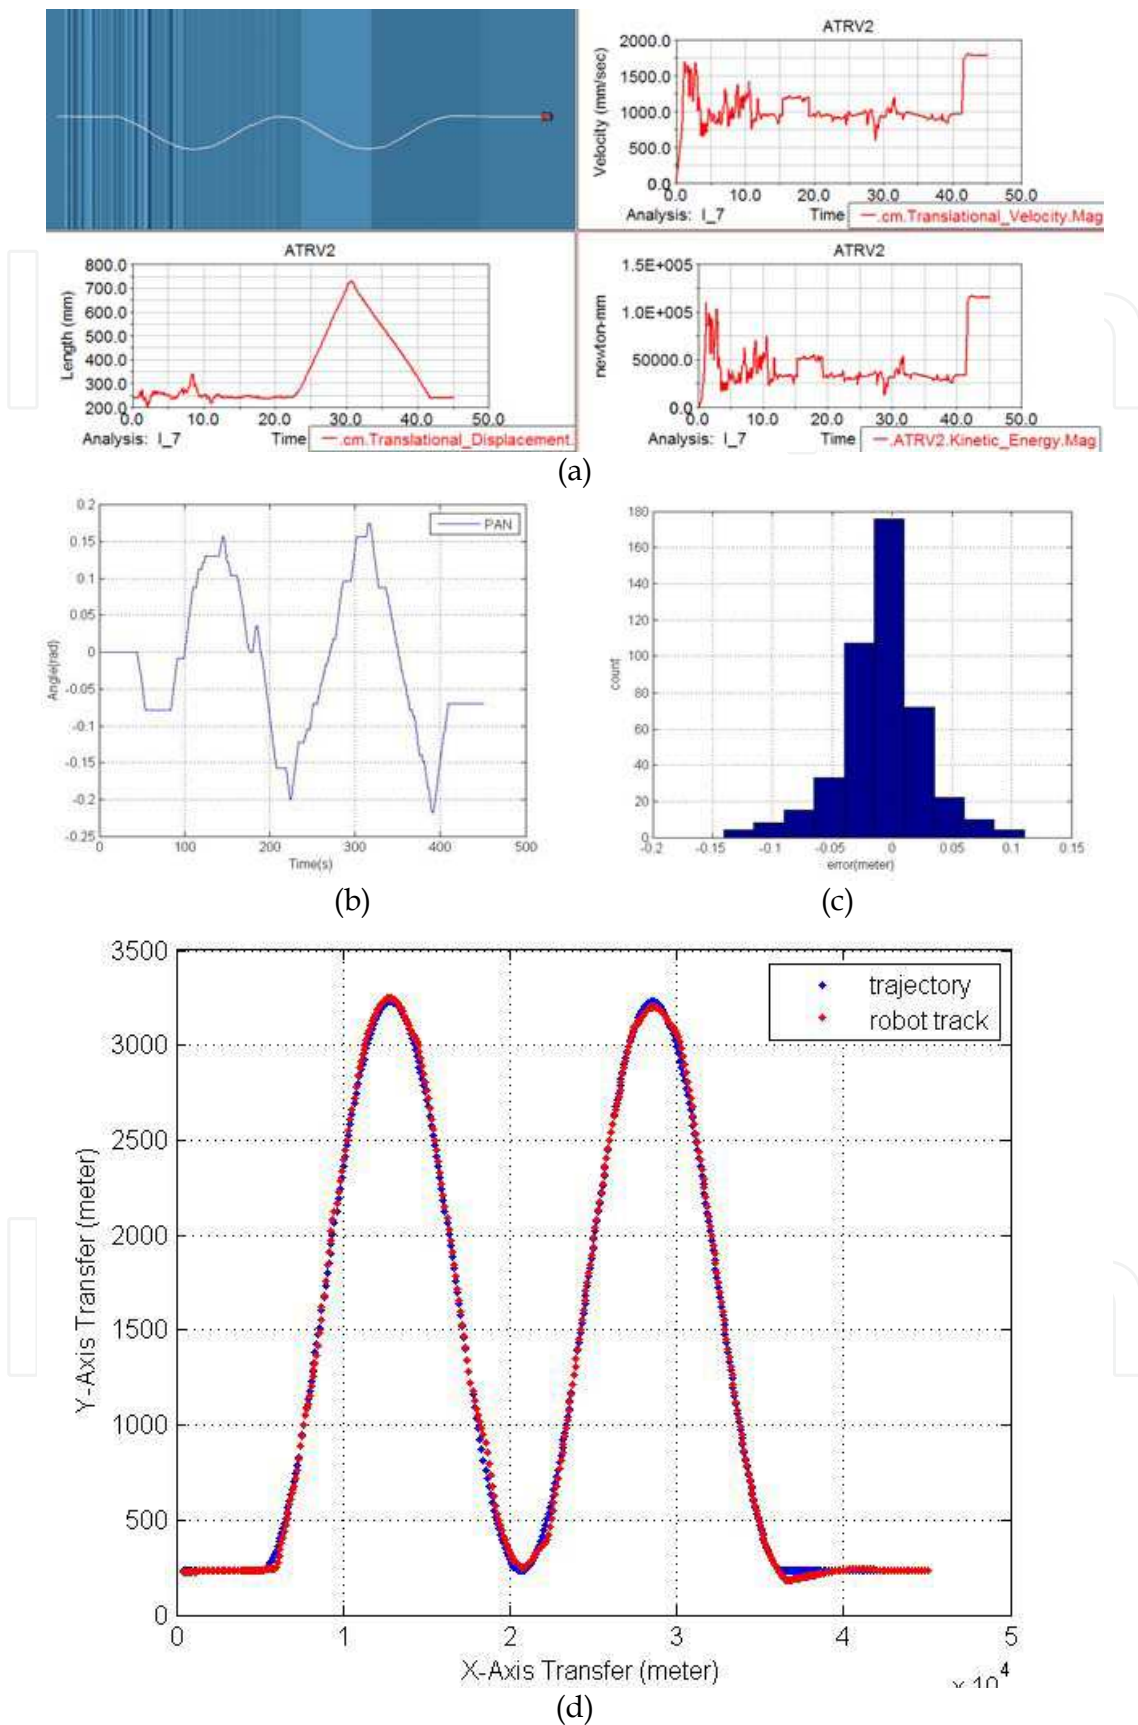 ATRV2
2000.0
1500.0
1000.0
500.0
0.0
Velocity (mm/sec)
0.0 10.0 20.0 30.0 40.0 50.0
Analysis: I_7 Time .cm.Translational_Velocity.Mag
ATRV2
800.0
700.0
600.0
500.0
400.0
300.0
200.0
Length (mm)
0.0 10.0 20.0 30.0 40.0 50.0
Analysis: I_7 Time .cm.Translational_Displacement.
ATRV2
1.5E+005
1.0E+005
50000.0
0.0
newton-mm
0.0 10.0 20.0 30.0 40.0 50.0
Analysis: I_7 Time .ATRV2.Kinetic_Energy.Mag
(a)
0.2
0.15
0.1
0.05
0
-0.05
-0.1
-0.15
-0.2
-0.25
Angle(rad)
PAN
0 100 200 300 400 500
Time(s)
(b)
180
160
140
120
100
80
60
40
20
0
count
-0.2 -0.15 -0.1 -0.05 0 0.05 0.1 0.15
error(meter)
(c)
3500
3000
2500
2000
1500
1000
500
0
Y-Axis Transfer (meter)
trajectory
robot track
0 1 2 3 4 5
X-Axis Transfer (meter)
x 10 4
(d)